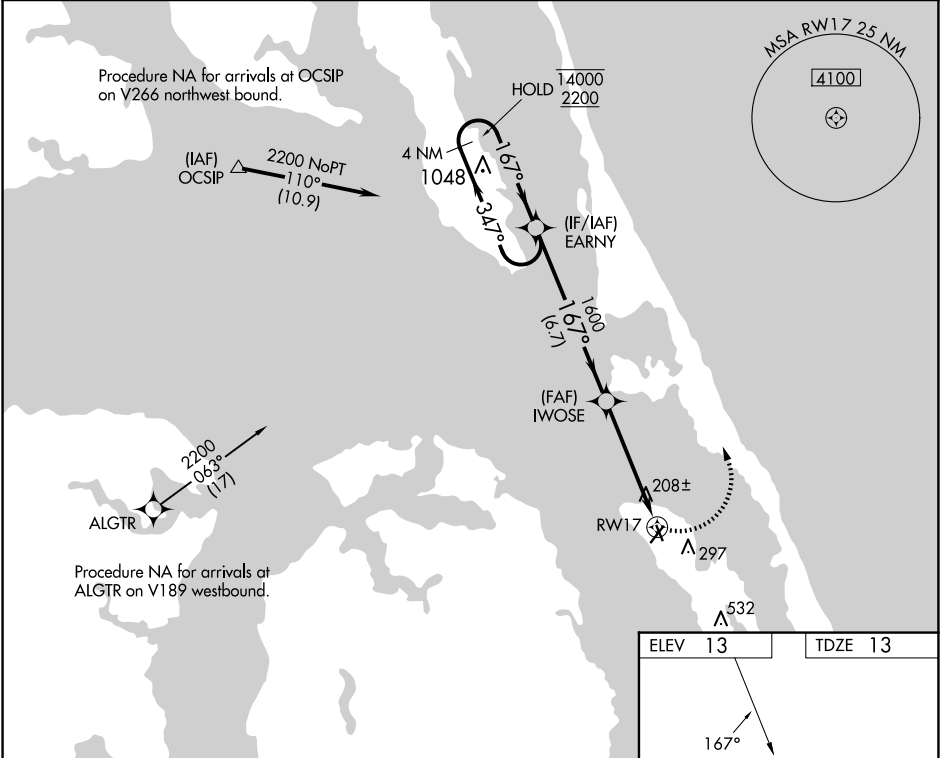 Procedure NA for arrivals at OCSIP
on V266 northwest bound.
MSA RW17 25 NM
4100
HOLD
14000
2200
4 NM
1048
167°
347°
(IAF)
OCSIP
2200 NoPT
110°
(10.9)
(IF/IAF)
EARNY
1600
167°
(6.7)
(FAF)
IWOSE
2200
063°
(17)
ALGTR
208±
RW17
297
Procedure NA for arrivals at
ALGTR on V189 westbound.
532
ELEV 13
TDZE 13
167°